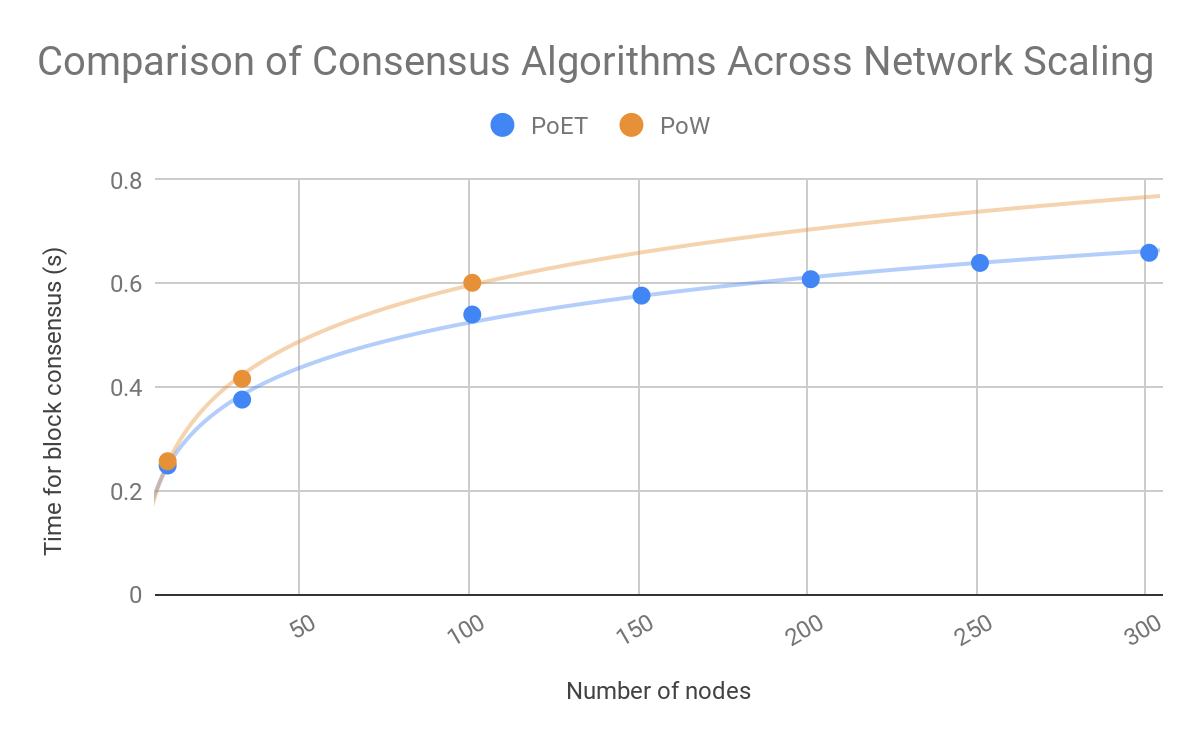 Comparison of Consensus Algorithms Across Network Scaling
PoET
PoW
Time for block consensus (s)
0.8
0.6
0.4
0.2
0
50
100
150
200
250
300
Number of nodes